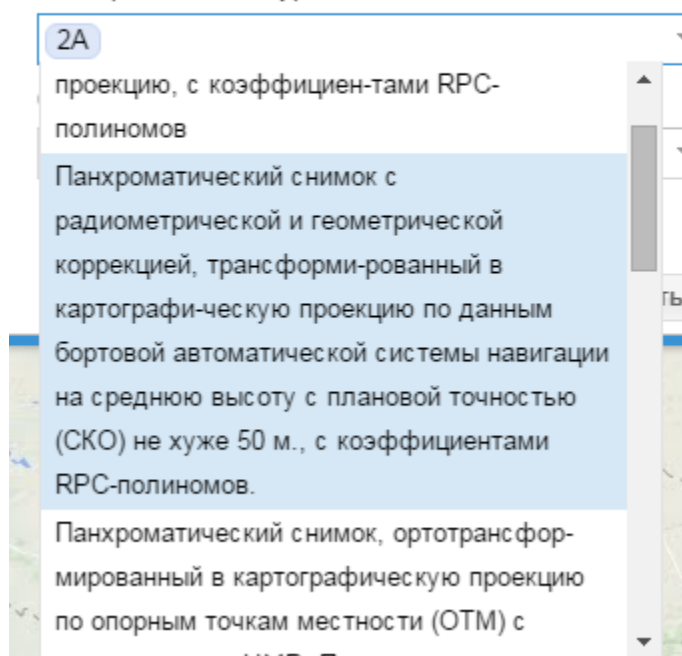 2A
проекцию, с коэффициен-тами RPC-
полиномов
Панхроматический снимок с
радиометрической и геометрической
коррекцией, трансформи-рованный в
картографи-ческую проекцию по данным
бортовой автоматической системы навигации
на среднюю высоту с плановой точностью
(СКО) не хуже 50 м., с коэффициентами
RPC-полиномов.
Панхроматический снимок, ортотрансфор-
мированный в картографическую проекцию
по опорным точкам местности (ОТМ) с
ть